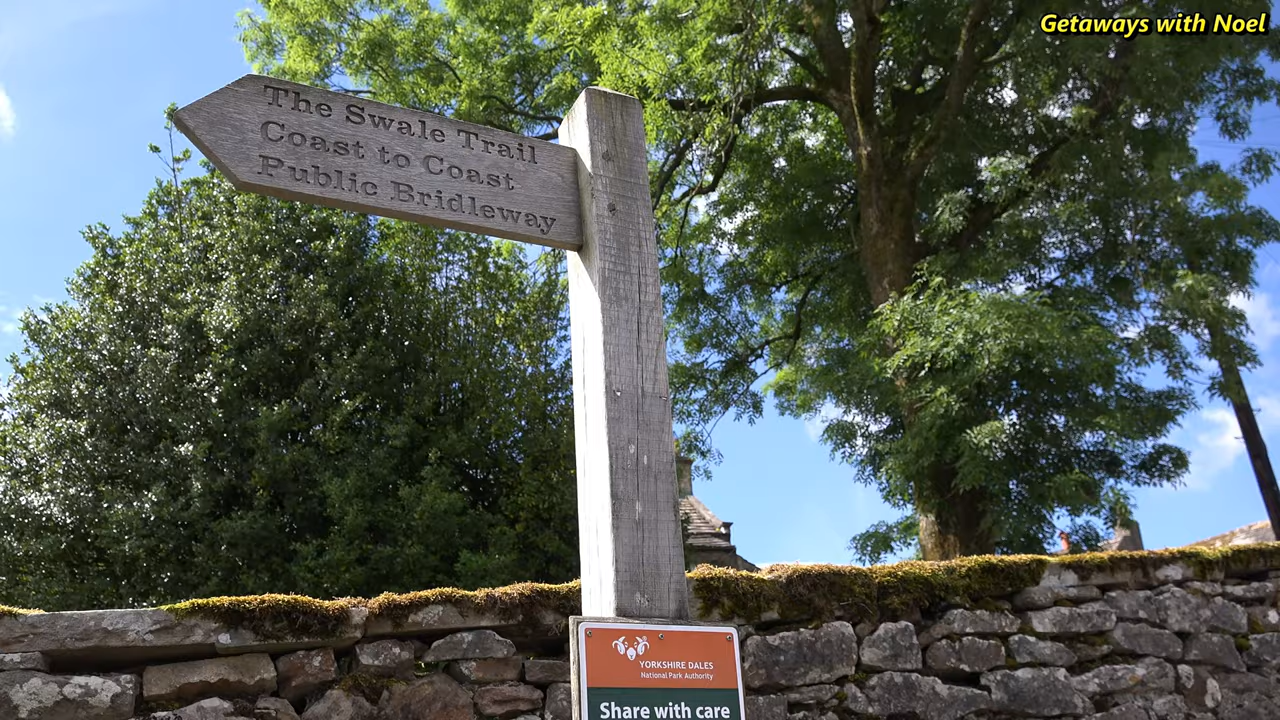 Getaways with Noel
The Swale Trail
Coast to Coast
Public Bridleway
YORKSHIRE DALES
National Park Authority
Share with care